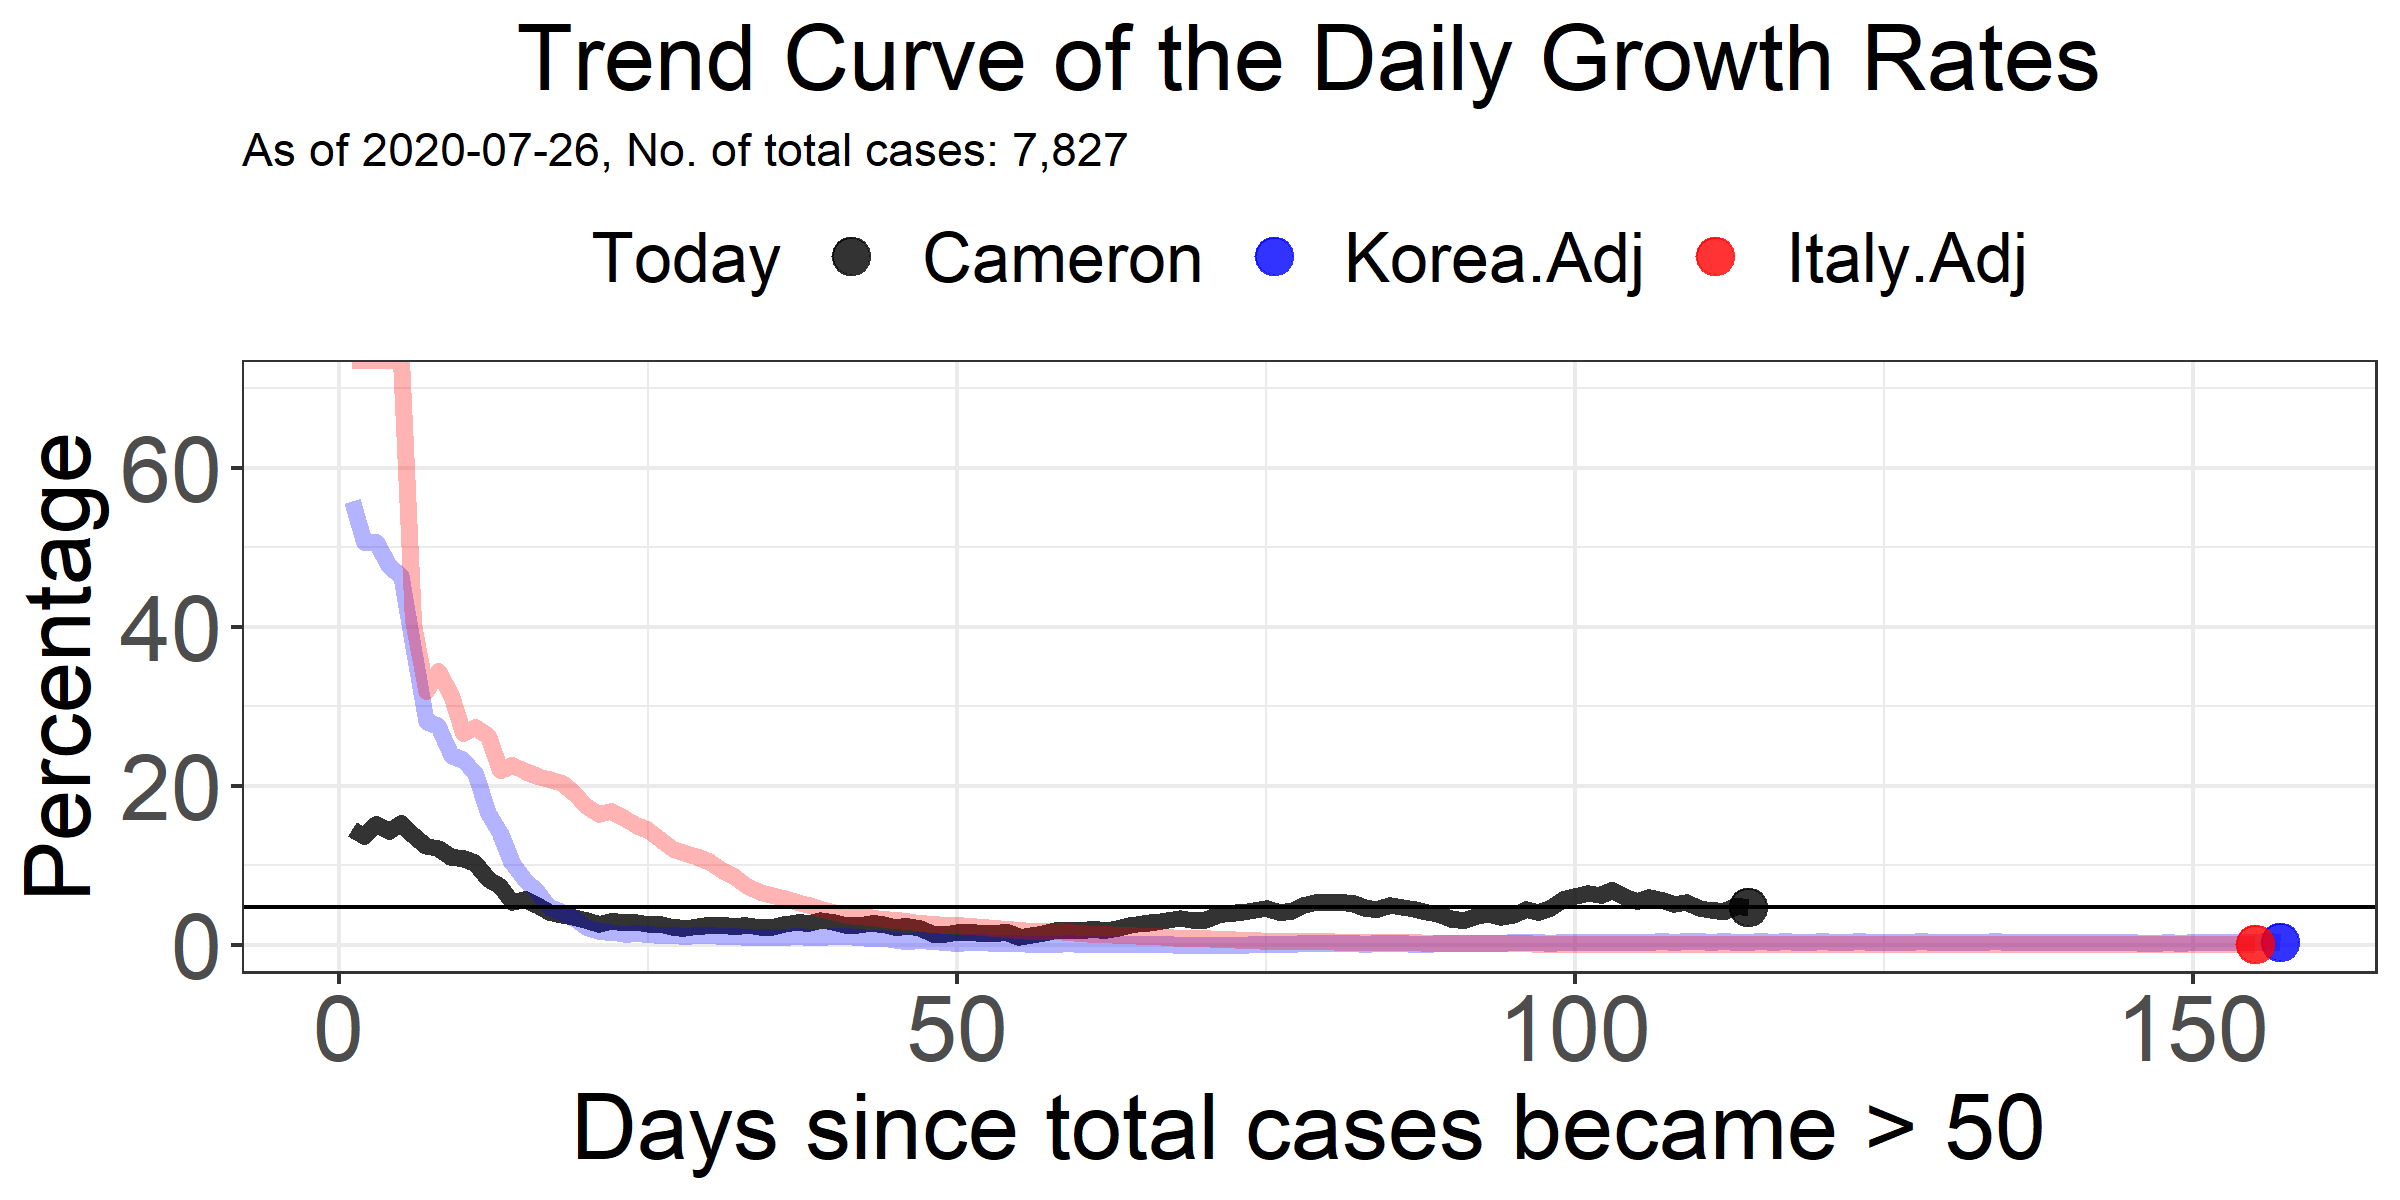 Trend Curve of the Daily Growth Rates
As of 2020-07-26, No. of total cases: 7,827
Today Cameron Korea.Adj Italy.Adj
Percentage
60
40
20
0
0 50 100 150
Days since total cases became > 50